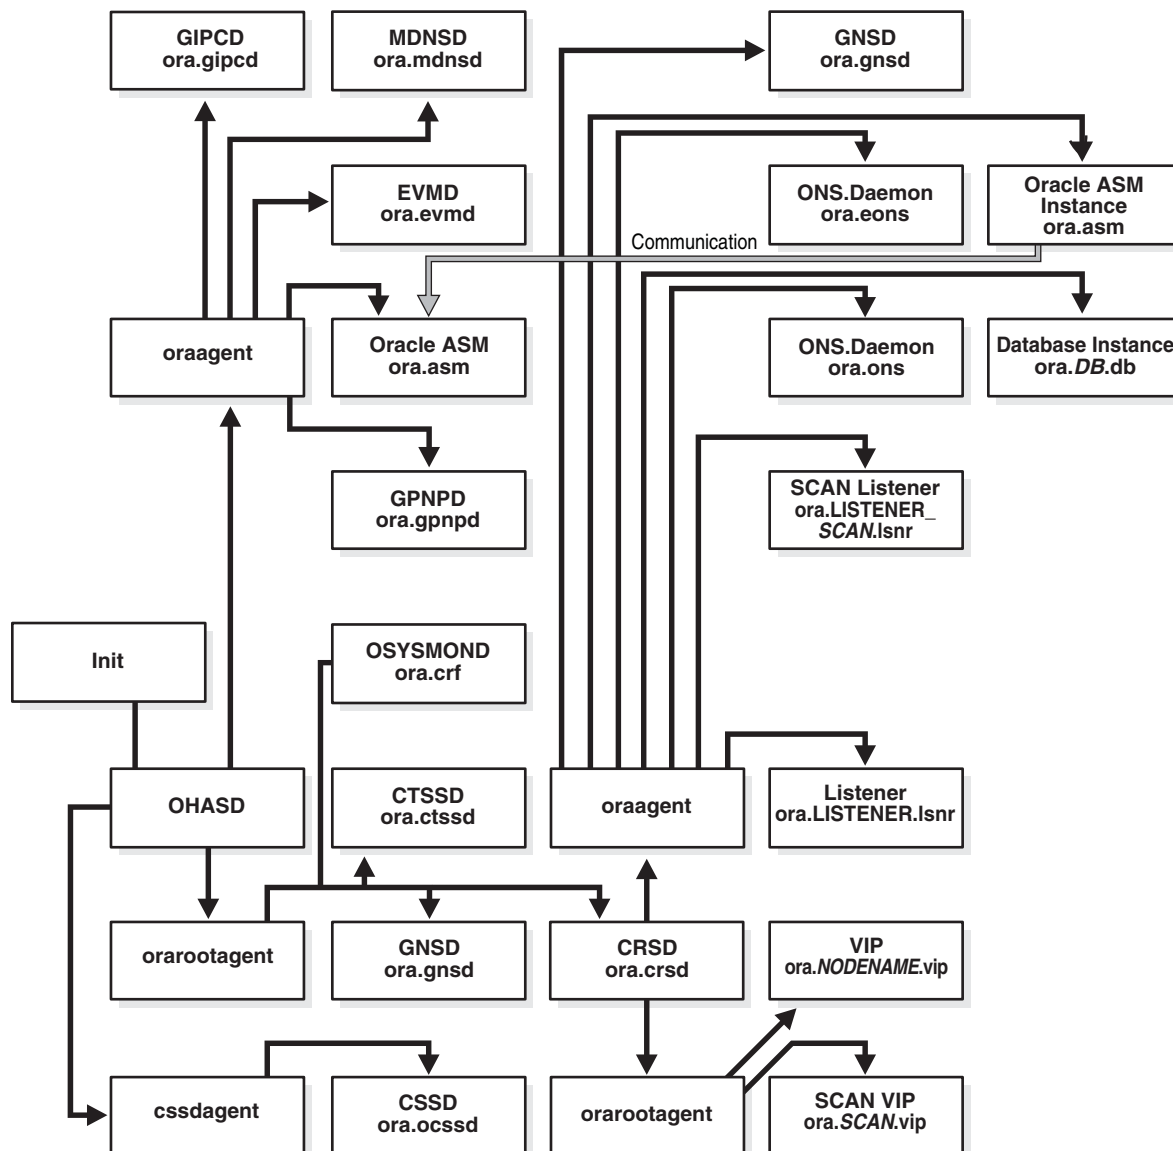 GIPCD
ora.gipcd
MDNSD
ora.mdnsd
GNSD
ora.gnsd
EVMD
ora.evmd
ONS.Daemon
ora.eons
Oracle ASM
Instance
ora.asm
Communication
oraagent
Oracle ASM
ora.asm
ONS.Daemon
ora.ons
Database Instance
ora.DB.db
GPNPD
ora.gpnpd
SCAN Listener
ora.LISTENER_
SCAN.lsnr
Init
OSYSMOND
ora.crf
OHASD
CTSSD
ora.ctssd
oraagent
Listener
ora.LISTENER.lsnr
orarootagent
GNSD
ora.gnsd
CRSD
ora.crsd
VIP
ora.NODENAME.vip
cssdagent
CSSD
ora.ocssd
orarootagent
SCAN VIP
ora.SCAN.vip